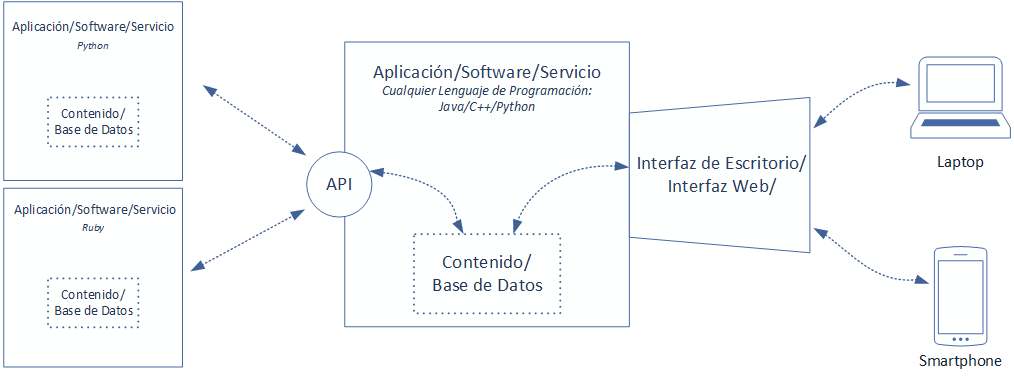 Aplicación/Software/Servicio
Python
Contenido/
Base de Datos
Aplicación/Software/Servicio
Ruby
Contenido/
Base de Datos
API
Aplicación/Software/Servicio
Cualquier Lenguaje de Programación:
Java/C++/Python
Contenido/
Base de Datos
Interfaz de Escritorio/
Interfaz Web/
Laptop
Smartphone